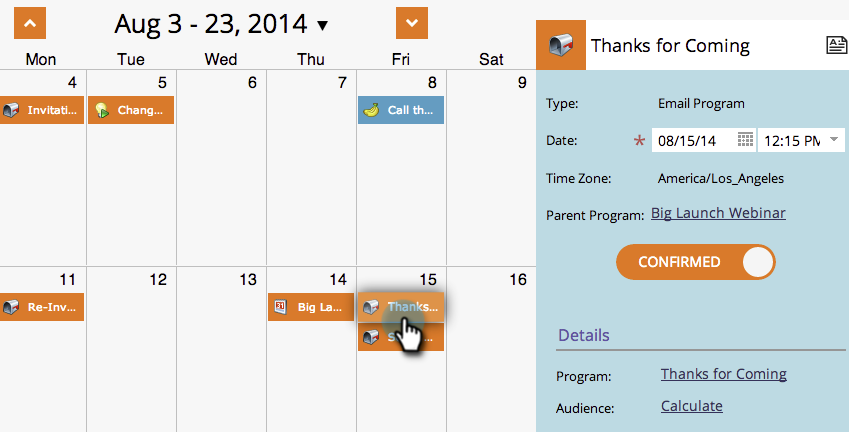 Aug 3 - 23, 2014
Mon Tue Wed Thu Fri Sat
4 5 6 7 8 9
Invitati... Chang... Call th...
11 12 13 14 15 16
Re-Inv... Big La... Thanks...
Thanks for Coming
Type: Email Program
Date: * 08/15/14 12:15 PM
Time Zone: America/Los_Angeles
Parent Program: Big Launch Webinar
CONFIRMED
Details
Program: Thanks for Coming
Audience: Calculate